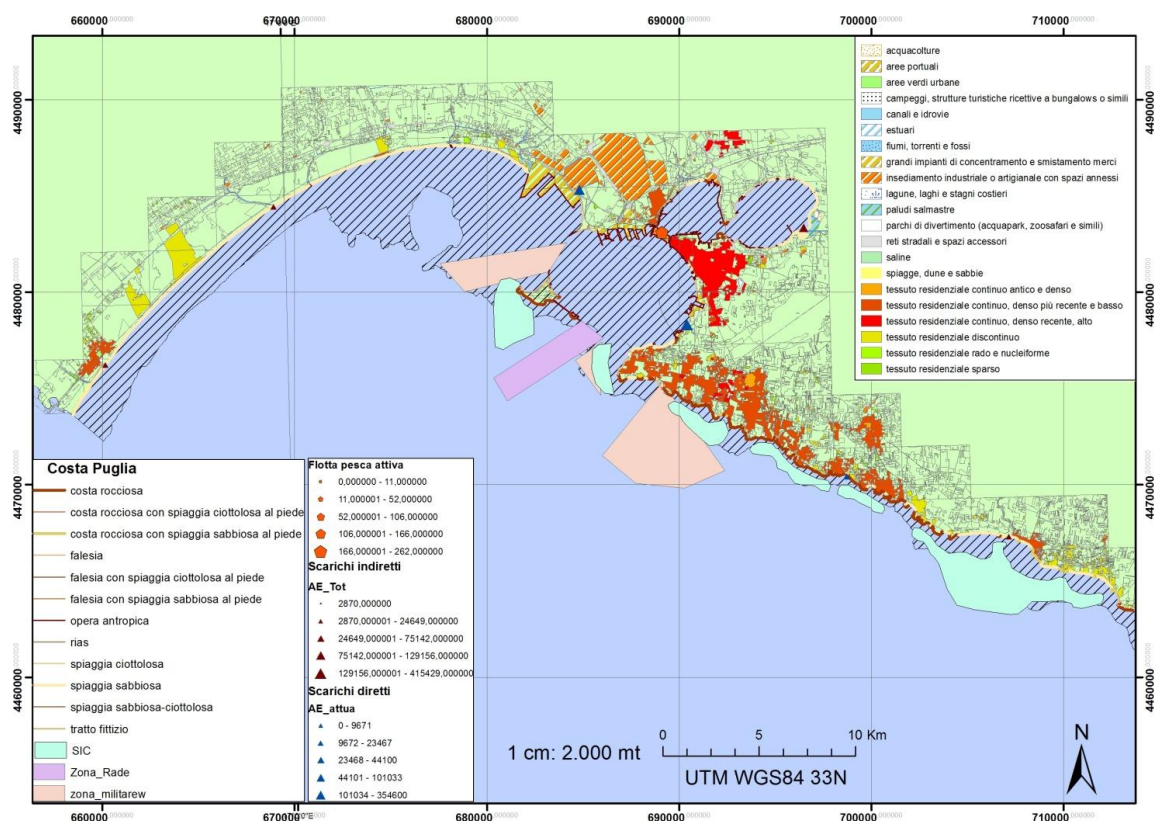 660000 670000 680000 690000 700000 710000
acquacolture
aree portuali
aree verdi urbane
campeggi, strutture turistiche ricettive a bungalows o simili
canali e idrovie
estuari
fiumi, torrenti e fossi
grandi impianti di concentramento e smistamento merci
insediamento industriale o artigianale con spazi annessi
lagune, laghi e stagni costieri
paludi salmastre
parchi di divertimento (acquapark, zoosafari e simili)
reti stradali e spazi accessori
saline
spiagge, dune e sabbie
tessuto residenziale continuo antico e denso
tessuto residenziale continuo, denso più recente e basso
tessuto residenziale continuo, denso recente, alto
tessuto residenziale discontinuo
tessuto residenziale rado e nucleiforme
tessuto residenziale sparso
4490000 4490000
4480000 4480000
4470000 4470000
4460000 4460000
Costa Puglia
costa rocciosa
costa rocciosa con spiaggia ciottolosa al piede
costa rocciosa con spiaggia sabbiosa al piede
falesia
falesia con spiaggia ciottolosa al piede
falesia con spiaggia sabbiosa al piede
opera antropica
rias
spiaggia ciottolosa
spiaggia sabbiosa
spiaggia sabbiosa-ciottolosa
tratto fittizio
SIC
Zona_Rade
zona_militarew
Flotta pesca attiva
0,000000 - 11,000000
11,000001 - 52,000000
52,000001 - 106,000000
106,000001 - 166,000000
166,000001 - 262,000000
Scarichi indiretti
AE_Tot
2870,000000
2870,000001 - 24649,000000
24649,000001 - 75142,000000
75142,000001 - 129156,000000
129156,000001 - 415429,000000
Scarichi diretti
AE_attua
0 - 9671
9672 - 23467
23468 - 44100
44101 - 101033
101034 - 354600
1 cm: 2.000 mt
0 5 10 Km
UTM WGS84 33N
N
660000 670000 680000 690000 700000 710000